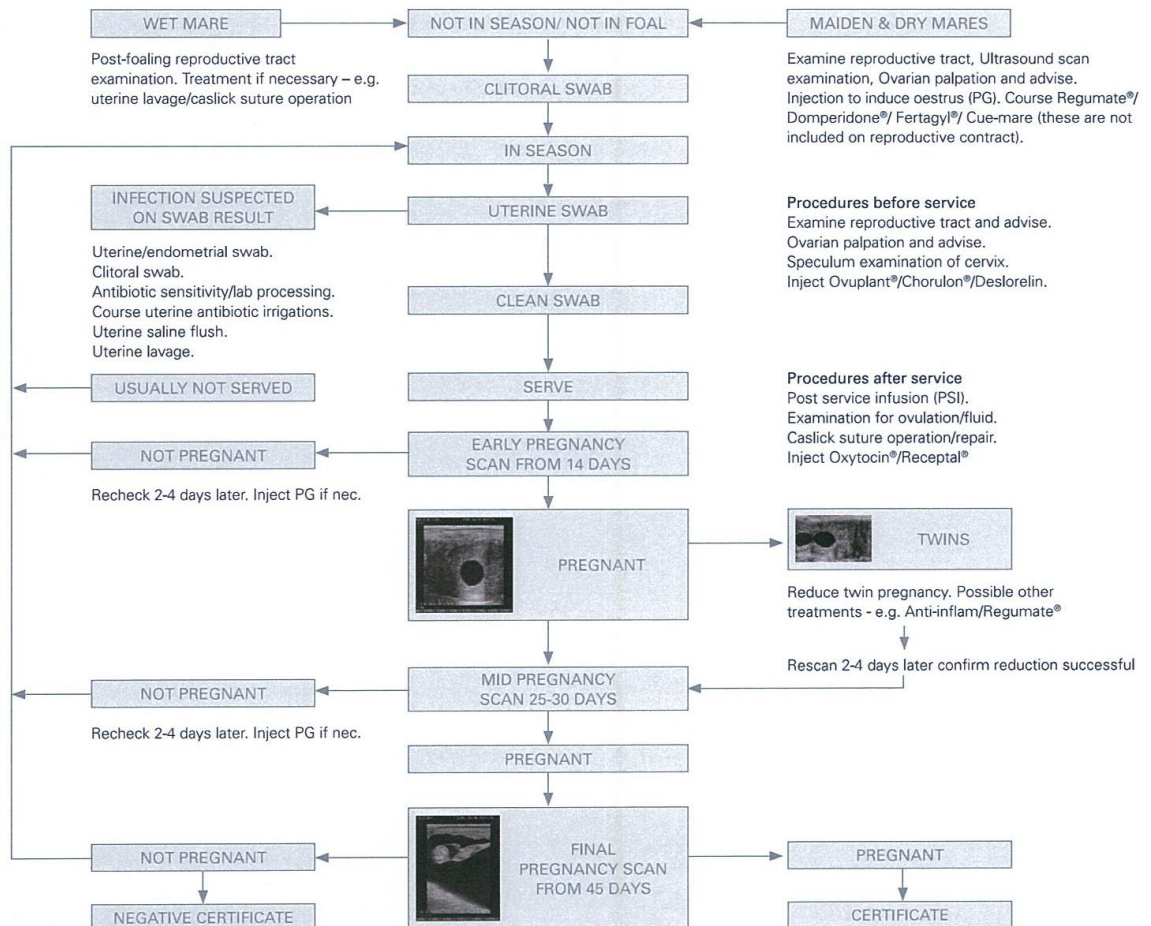 WET MARE
NOT IN SEASON/ NOT IN FOAL
MAIDEN & DRY MARES
Post-foaling reproductive tract
examination. Treatment if necessary – e.g.
uterine lavage/caslick suture operation
Examine reproductive tract, Ultrasound scan
examination, Ovarian palpation and advise.
Injection to induce oestrus (PG). Course Regumate®/
Domperidone®/ Fertagyl®/ Cue-mare (these are not
included on reproductive contract).
CLITORAL SWAB
IN SEASON
INFECTION SUSPECTED
ON SWAB RESULT
UTERINE SWAB
Uterine/endometrial swab.
Clitoral swab.
Antibiotic sensitivity/lab processing.
Course uterine antibiotic irrigations.
Uterine saline flush.
Uterine lavage.
Procedures before service
Examine reproductive tract and advise.
Ovarian palpation and advise.
Speculum examination of cervix.
Inject Ovuplant®/Chorulon®/Deslorelin.
CLEAN SWAB
USUALLY NOT SERVED
SERVE
Procedures after service
Post service infusion (PSI).
Examination for ovulation/fluid.
Caslick suture operation/repair.
Inject Oxytocin®/Receptal®
NOT PREGNANT
EARLY PREGNANCY
SCAN FROM 14 DAYS
Recheck 2-4 days later. Inject PG if nec.
PREGNANT
TWINS
Reduce twin pregnancy. Possible other
treatments - e.g. Anti-inflam/Regumate®
Rescan 2-4 days later confirm reduction successful
NOT PREGNANT
MID PREGNANCY
SCAN 25-30 DAYS
Recheck 2-4 days later. Inject PG if nec.
PREGNANT
NOT PREGNANT
FINAL
PREGNANCY SCAN
FROM 45 DAYS
PREGNANT
NEGATIVE CERTIFICATE
CERTIFICATE